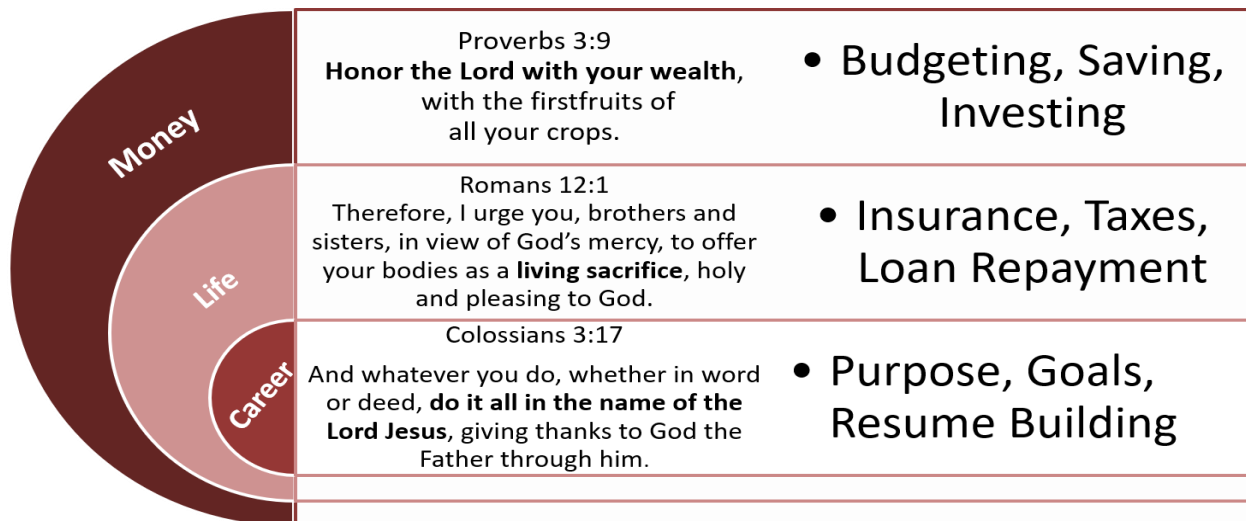 Money
Proverbs 3:9
Honor the Lord with your wealth,
with the firstfruits of
all your crops.
• Budgeting, Saving,
Investing
Life
Romans 12:1
Therefore, I urge you, brothers and
sisters, in view of God’s mercy, to offer
your bodies as a living sacrifice, holy
and pleasing to God.
• Insurance, Taxes,
Loan Repayment
Career
Colossians 3:17
And whatever you do, whether in word
or deed, do it all in the name of the
Lord Jesus, giving thanks to God the
Father through him.
• Purpose, Goals,
Resume Building